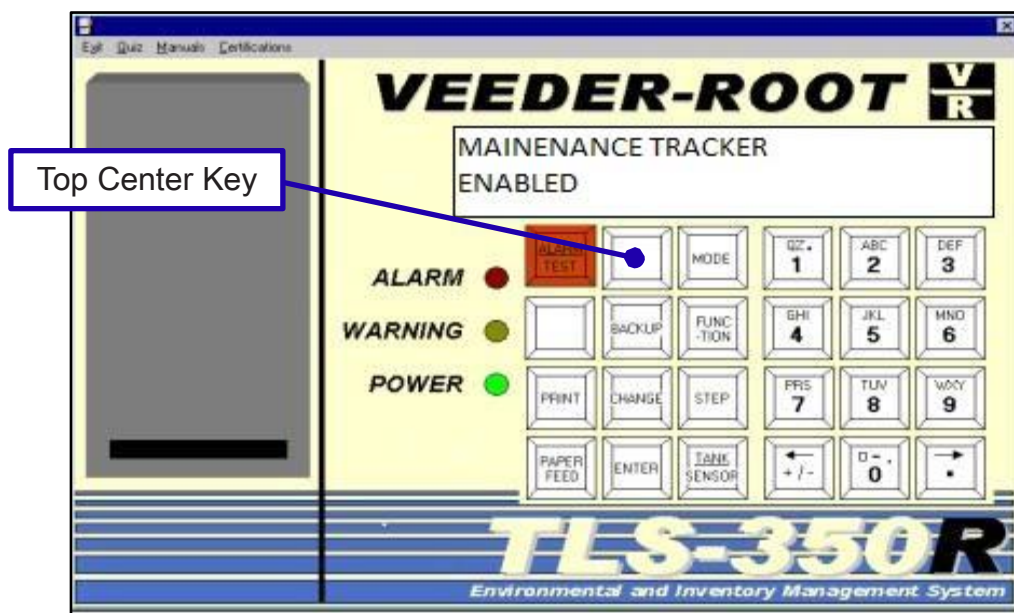 Exit Quiz Manuals Certifications
VEEDER-ROOT V R
MAINENANCE TRACKER
ENABLED
Top Center Key
ALARM TEST
MODE
QZ. 1
ABC 2
DEF 3
ALARM
WARNING
BACKUP
FUNC -TION
GHI 4
JKL 5
MNO 6
POWER
PRINT
CHANGE
STEP
PRS 7
TUV 8
WXY 9
PAPER FEED
ENTER
TANK SENSOR
← +/-
0 - , 0
→ •
TLS-350R
Environmental and Inventory Management System